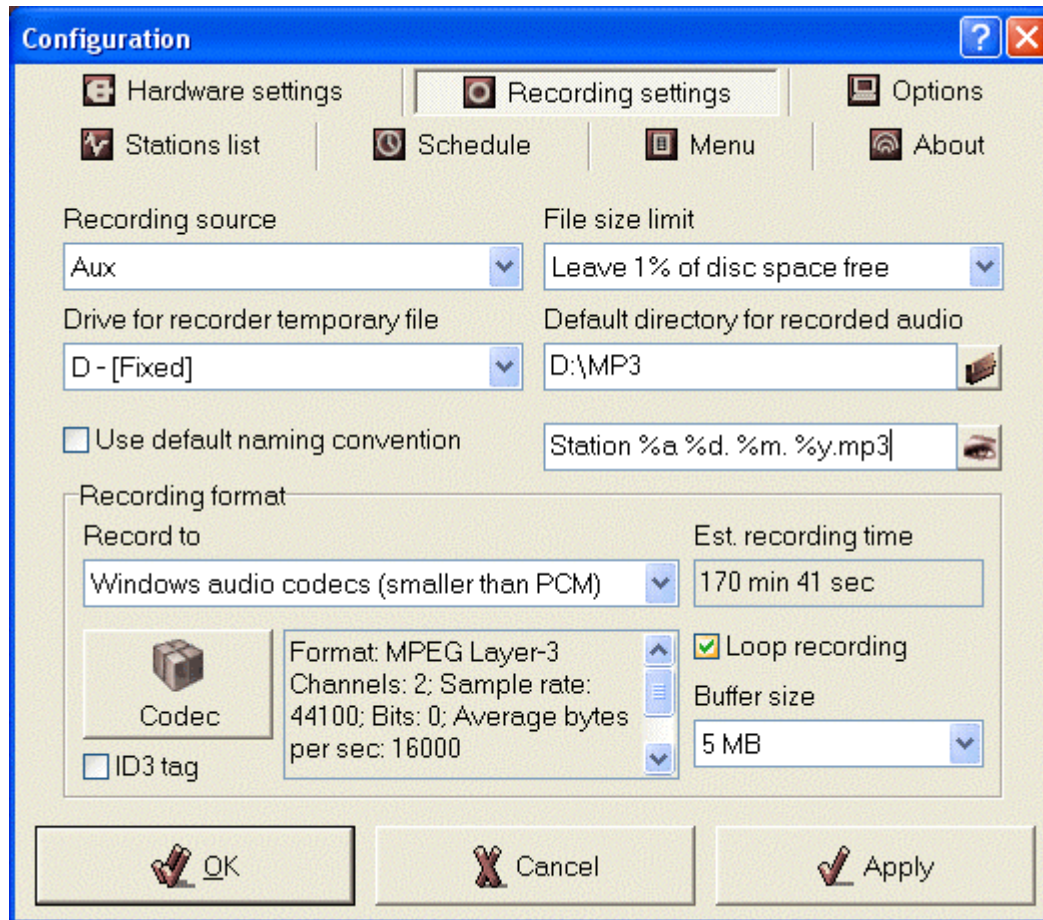 Configuration
Hardware settings
Recording settings
Options
Stations list
Schedule
Menu
About
Recording source
File size limit
Aux
Leave 1% of disc space free
Drive for recorder temporary file
Default directory for recorded audio
D - [Fixed]
D:\MP3
Use default naming convention
Station %a %d. %m. %y.mp3
Recording format
Record to
Est. recording time
Windows audio codecs (smaller than PCM)
170 min 41 sec
Codec
Format: MPEG Layer-3
Channels: 2; Sample rate:
44100; Bits: 0; Average bytes
per sec: 16000
Loop recording
Buffer size
5 MB
ID3 tag
OK
Cancel
Apply